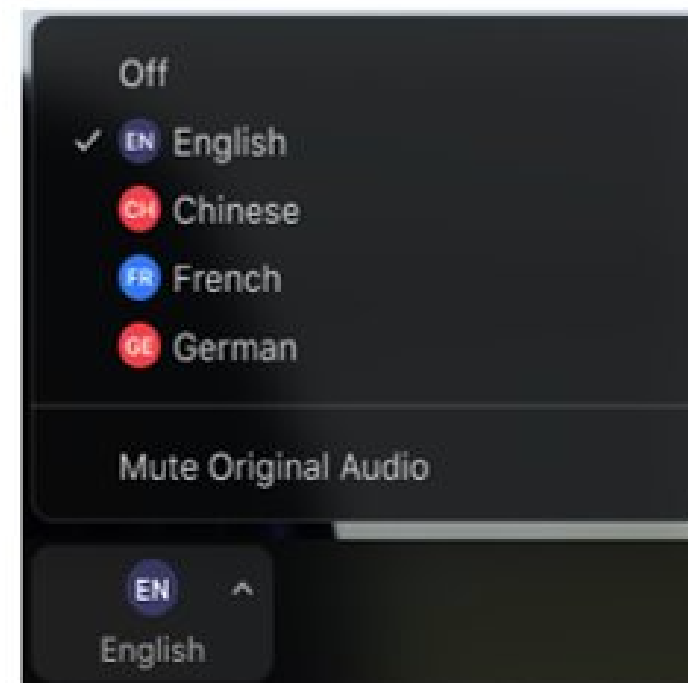 Off
EN English
CH Chinese
FR French
GE German
Mute Original Audio
EN
English